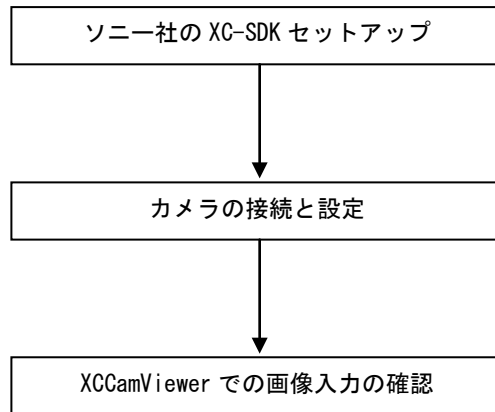 ソニー社の XC-SDK セットアップ
カメラの接続と設定
XCCamViewer での画像入力の確認